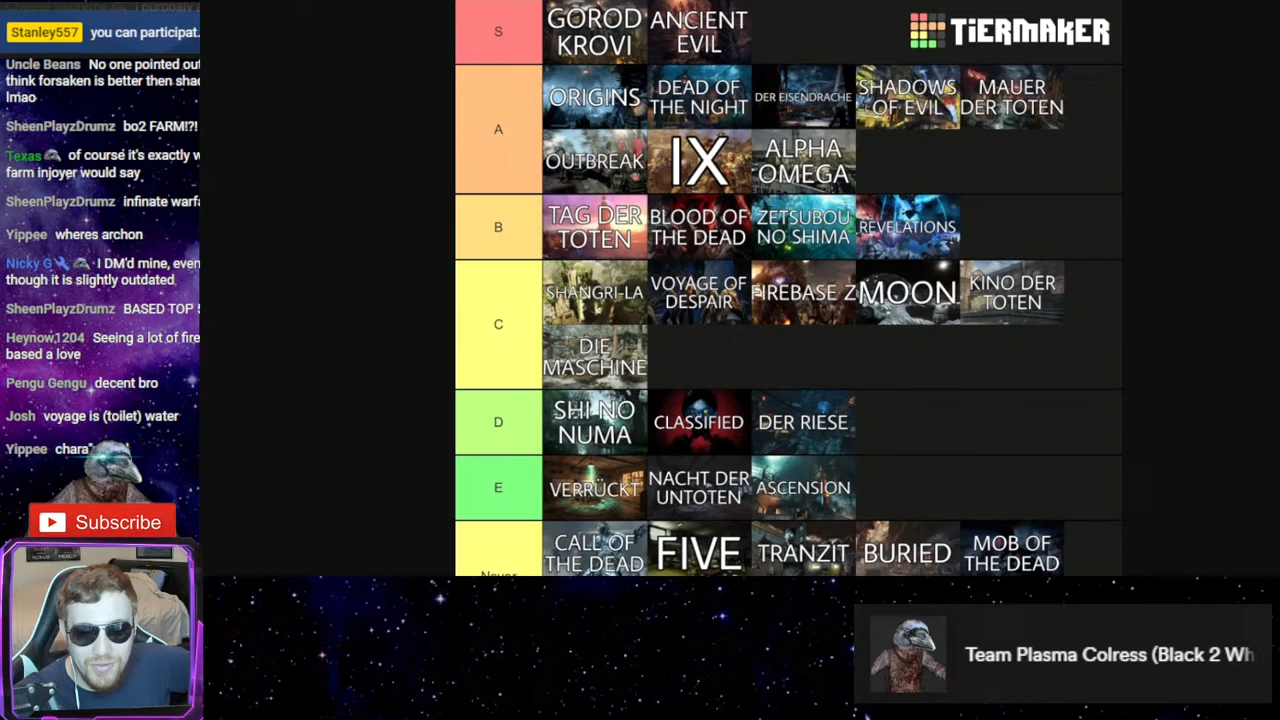 Stanley557 you can participat.
Uncle Beans No one pointed out
think forsaken is better then sha
lmao
SheenPlayzDrumz bo2 FARM!?!
Texas of course it's exactly w
farm injoyer would say
SheenPlayzDrumz infinate warfa
Yippee wheres archon
Nicky G I DM'd mine, even
though it is slightly outdated
SheenPlayzDrumz BASED TOP 5
Heynow,1204 Seeing a lot of fire
based a love
Pengu Gengu decent bro
Josh voyage is (toilet) water
Yippee chara
Subscribe
S
GOROD KROVI
ANCIENT EVIL
TiERMAKER
A
ORIGINS
DEAD OF THE NIGHT
DER EISENDRACHE
SHADOWS OF EVIL
MAUER DER TOTEN
OUTBREAK
IX
ALPHA OMEGA
B
TAG DER TOTEN
BLOOD OF THE DEAD
ZETSUBOU NO SHIMA
REVELATIONS
C
SHANGRI-LA
VOYAGE OF DESPAIR
FIREBASE Z
MOON
KINO DER TOTEN
DIE MASCHINE
D
SHI NO NUMA
CLASSIFIED
DER RIESE
E
VERRÜCKT
NACHT DER UNTOTEN
ASCENSION
Never
CALL OF THE DEAD
FIVE
TRANZIT
BURIED
MOB OF THE DEAD
Team Plasma Colress (Black 2 Wh